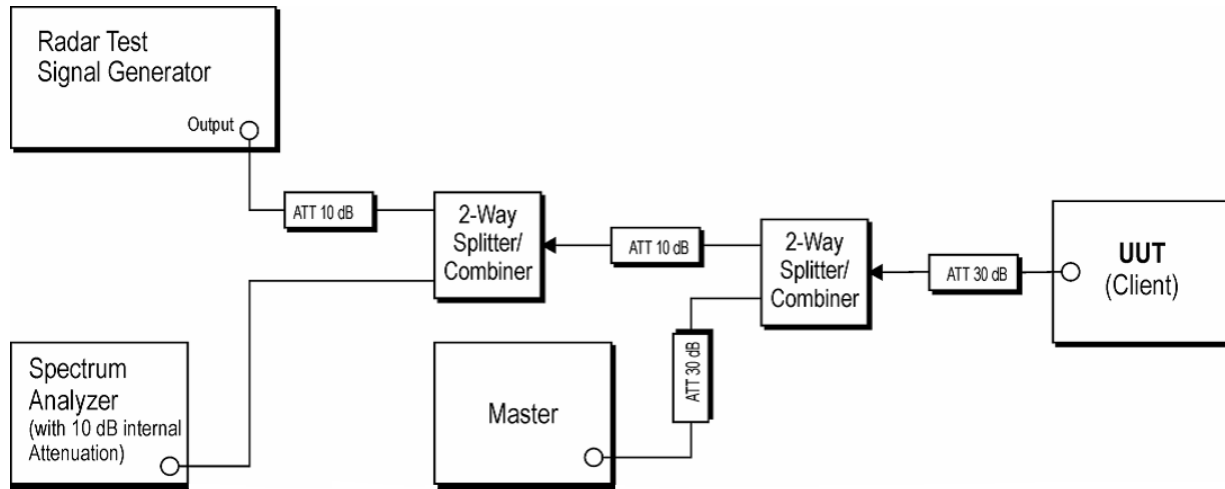 Radar Test
Signal Generator
Output
ATT 10 dB
2-Way
Splitter/
Combiner
ATT 10 dB
2-Way
Splitter/
Combiner
ATT 30 dB
UUT
(Client)
Spectrum
Analyzer
(with 10 dB internal
Attenuation)
Master
ATT 30 dB